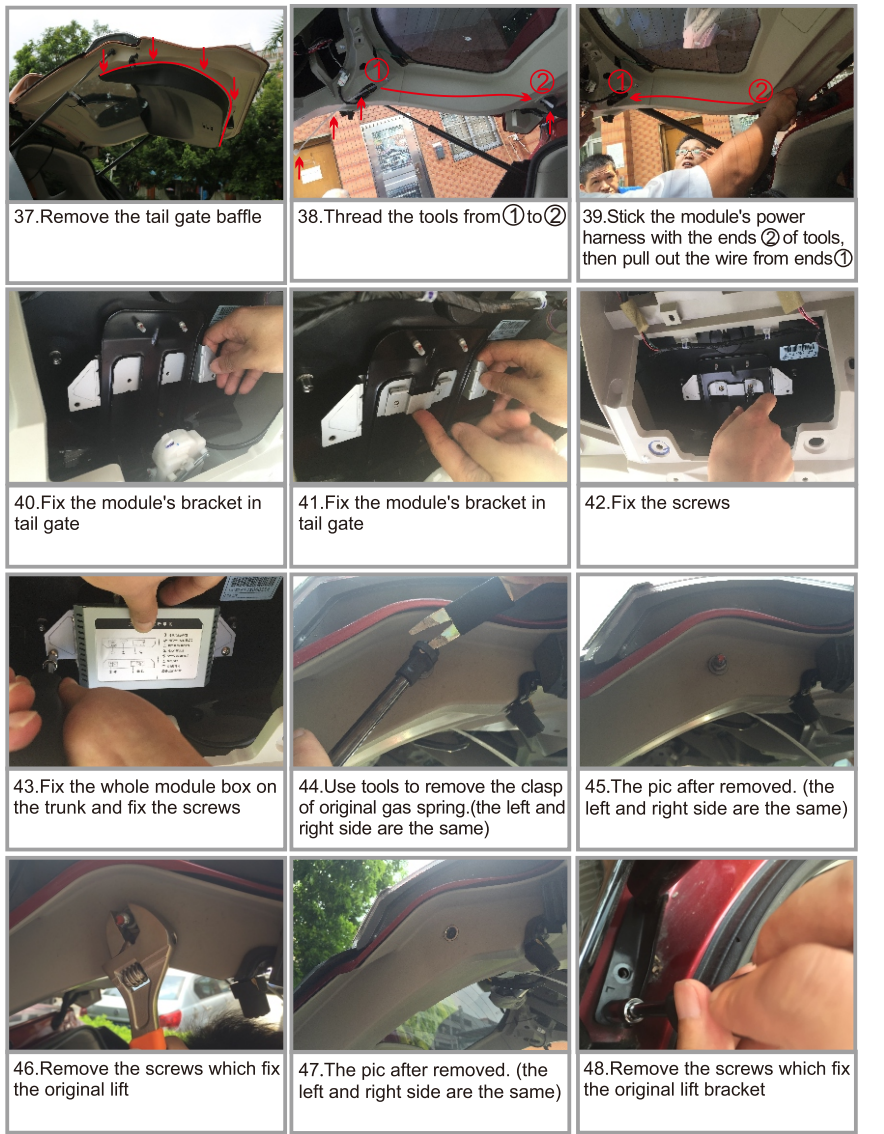 ①
②
①
②
37.Remove the tail gate baffle
38.Thread the tools from①to②
39.Stick the module's power
harness with the ends ② of tools,
then pull out the wire from ends①
40.Fix the module's bracket in
tail gate
41.Fix the module's bracket in
tail gate
42.Fix the screws
43.Fix the whole module box on
the trunk and fix the screws
44.Use tools to remove the clasp
of original gas spring.(the left and
right side are the same)
45.The pic after removed. (the
left and right side are the same)
46.Remove the screws which fix
the original lift
47.The pic after removed. (the
left and right side are the same)
48.Remove the screws which fix
the original lift bracket